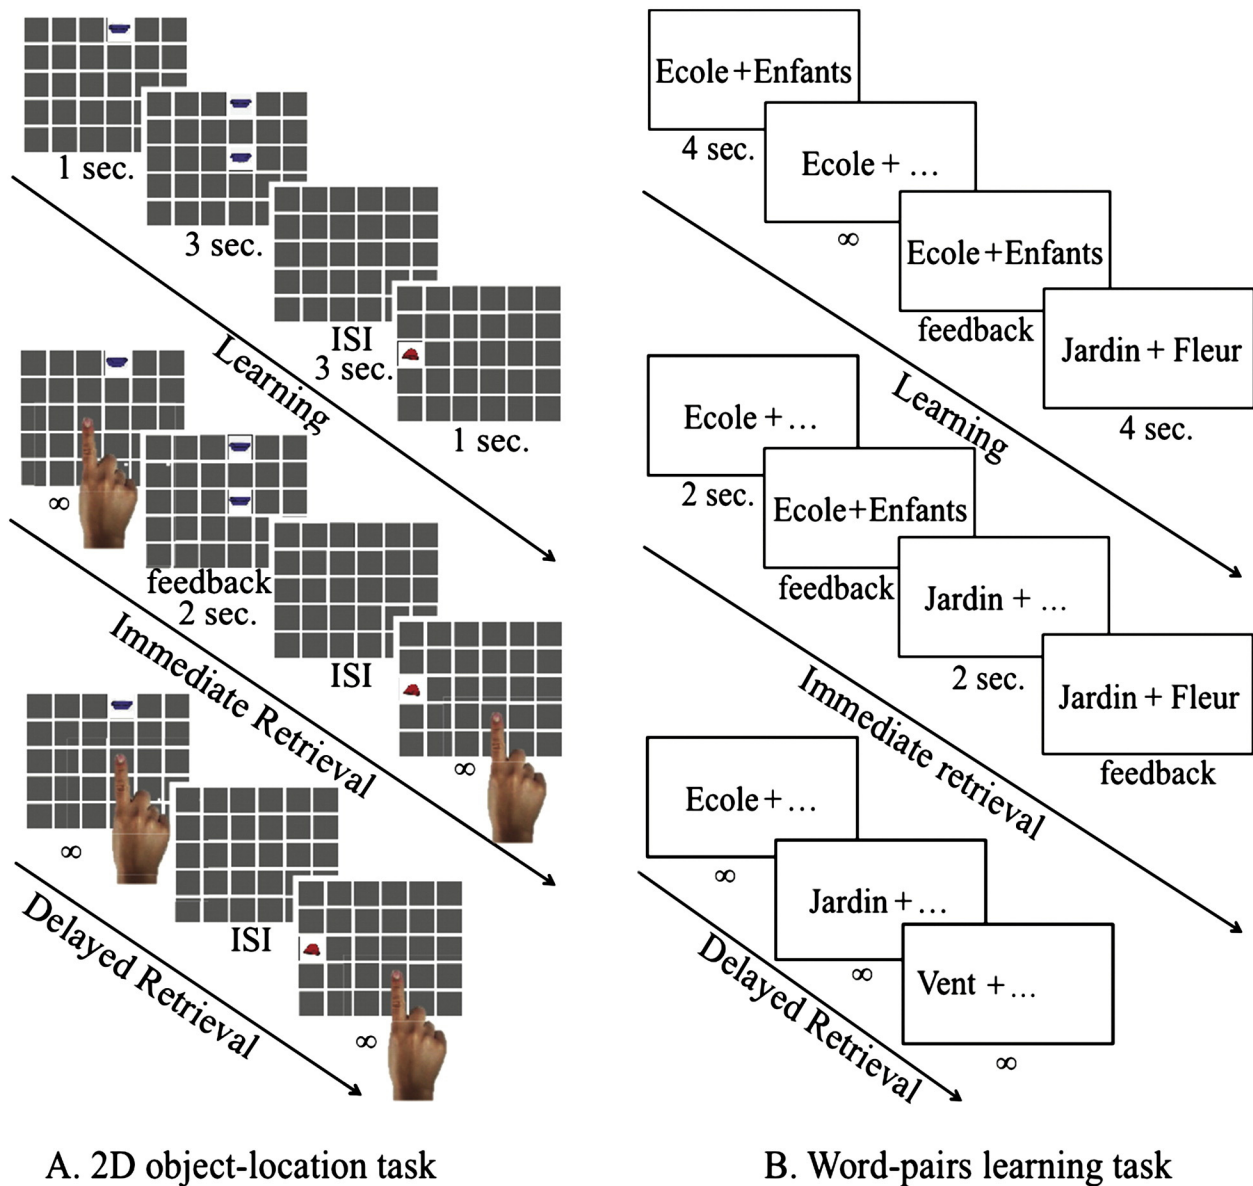 1 sec.
3 sec.
ISI
3 sec.
1 sec.
Learning
∞
feedback
2 sec.
ISI
∞
Immediate Retrieval
∞
ISI
∞
Delayed Retrieval
A. 2D object-location task
Ecole + Enfants
4 sec.
Ecole + ...
∞
Ecole + Enfants
feedback
Jardin + Fleur
4 sec.
Learning
Ecole + ...
2 sec.
Ecole+Enfants
feedback
Jardin + ...
2 sec.
Jardin + Fleur
feedback
Immediate retrieval
Ecole + ...
∞
Jardin + ...
∞
Vent + ...
∞
Delayed Retrieval
B. Word-pairs learning task